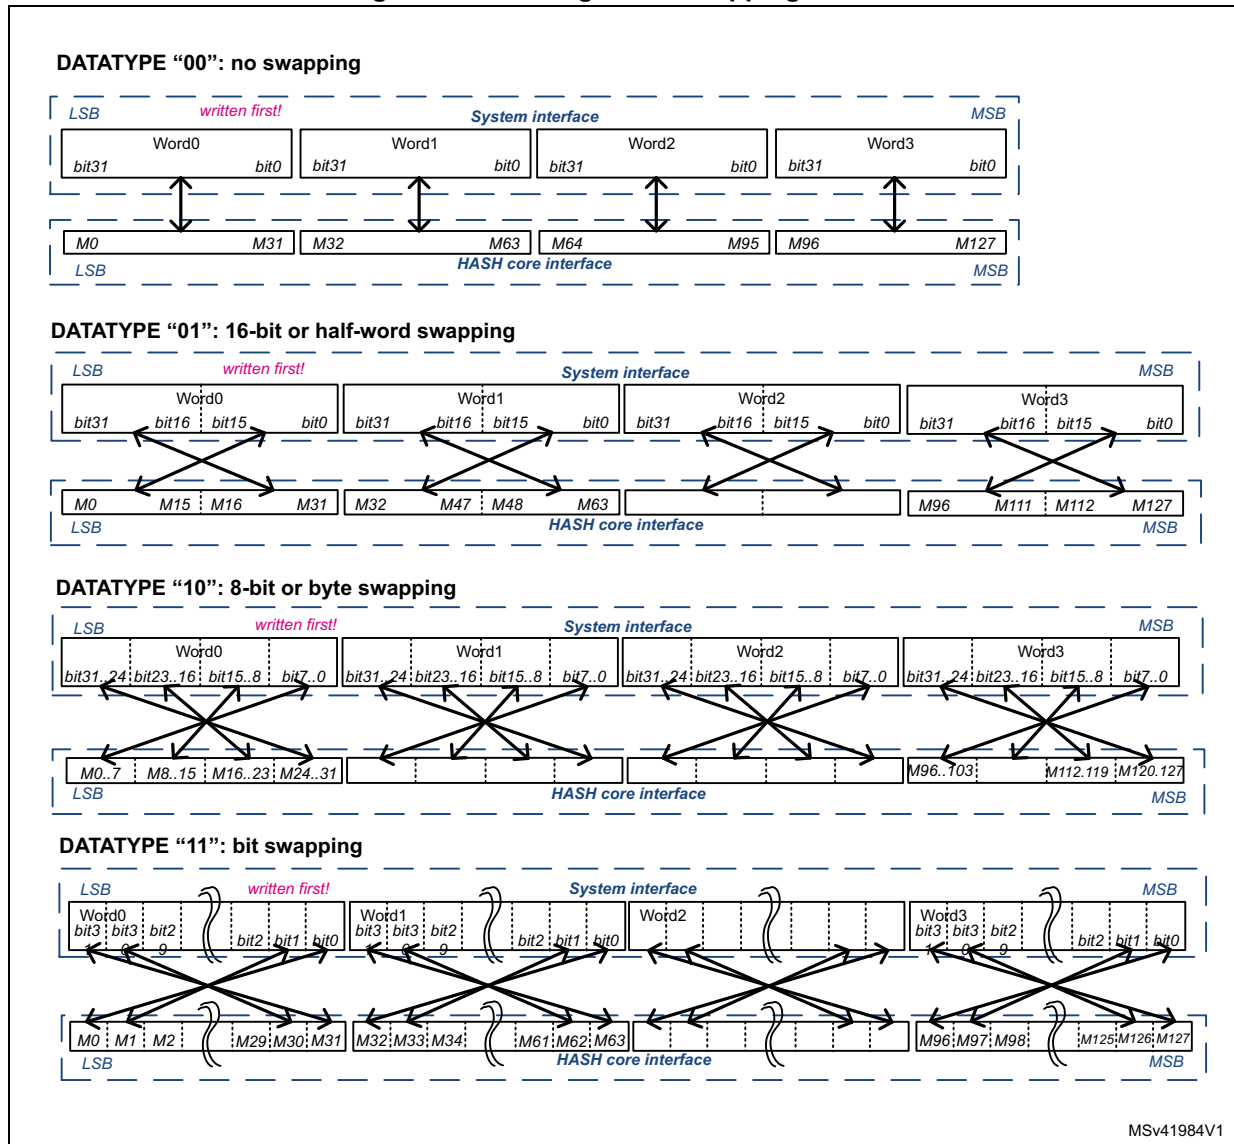 DATATYPE “00”: no swapping
LSB written first! System interface MSB
Word0 Word1 Word2 Word3
bit31 bit0 bit31 bit0 bit31 bit0 bit31 bit0
M0 M31 M32 M63 M64 M95 M96 M127
LSB HASH core interface MSB
DATATYPE “01”: 16-bit or half-word swapping
LSB written first! System interface MSB
Word0 Word1 Word2 Word3
bit31 bit16 bit15 bit0 bit31 bit16 bit15 bit0 bit31 bit16 bit15 bit0 bit31 bit16 bit15 bit0
M0 M15 M16 M31 M32 M47 M48 M63 M96 M111 M112 M127
LSB HASH core interface MSB
DATATYPE “10”: 8-bit or byte swapping
LSB written first! System interface MSB
Word0 Word1 Word2 Word3
bit31..24 bit23..16 bit15..8 bit7..0 bit31..24 bit23..16 bit15..8 bit7..0 bit31..24 bit23..16 bit15..8 bit7..0 bit31..24 bit23..16 bit15..8 bit7..0
M0..7 M8..15 M16..23 M24..31 M96..103 M112.119 M120.127
LSB HASH core interface MSB
DATATYPE “11”: bit swapping
LSB written first! System interface MSB
Word0 Word1 Word2 Word3
bit31 bit30 bit29 bit2 bit1 bit0 bit31 bit30 bit29 bit2 bit1 bit0 bit31 bit30 bit29 bit2 bit1 bit0
M0 M1 M2 M29 M30 M31 M32 M33 M34 M61 M62 M63 M96 M97 M98 M125 M126 M127
LSB HASH core interface MSB
MSv41984V1